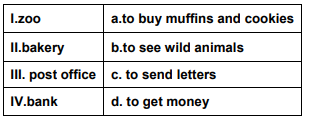 I.zoo a.to buy muffins and cookies
II.bakery b.to see wild animals
III. post office c. to send letters
IV.bank d. to get money